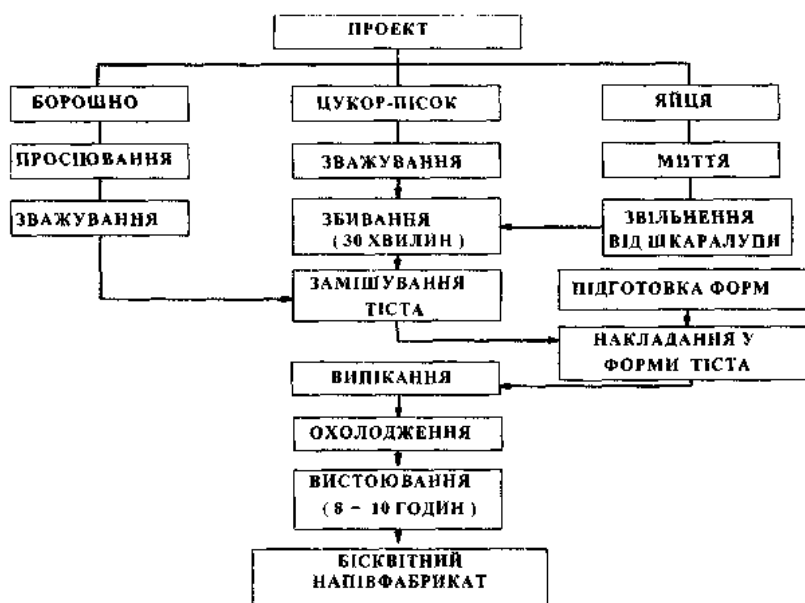 ПРОЕКТ
БОРОШНО
ЦУКОР-ПІСОК
ЯЙЦЯ
ПРОСІЮВАННЯ
ЗВАЖУВАННЯ
МИТТЯ
ЗВАЖУВАННЯ
ЗБИВАННЯ
( 30 ХВИЛИН )
ЗВІЛЬНЕННЯ
ВІД ШКАРАЛУПИ
ЗАМІШУВАННЯ
ТІСТА
ПІДГОТОВКА ФОРМ
НАКЛАДАННЯ У
ФОРМИ ТІСТА
ВИПІКАННЯ
ОХОЛОДЖЕННЯ
ВИСТОЮВАННЯ
( 8 – 10 ГОДИН )
БІСКВІТНИЙ
НАПІВФАБРИКАТ